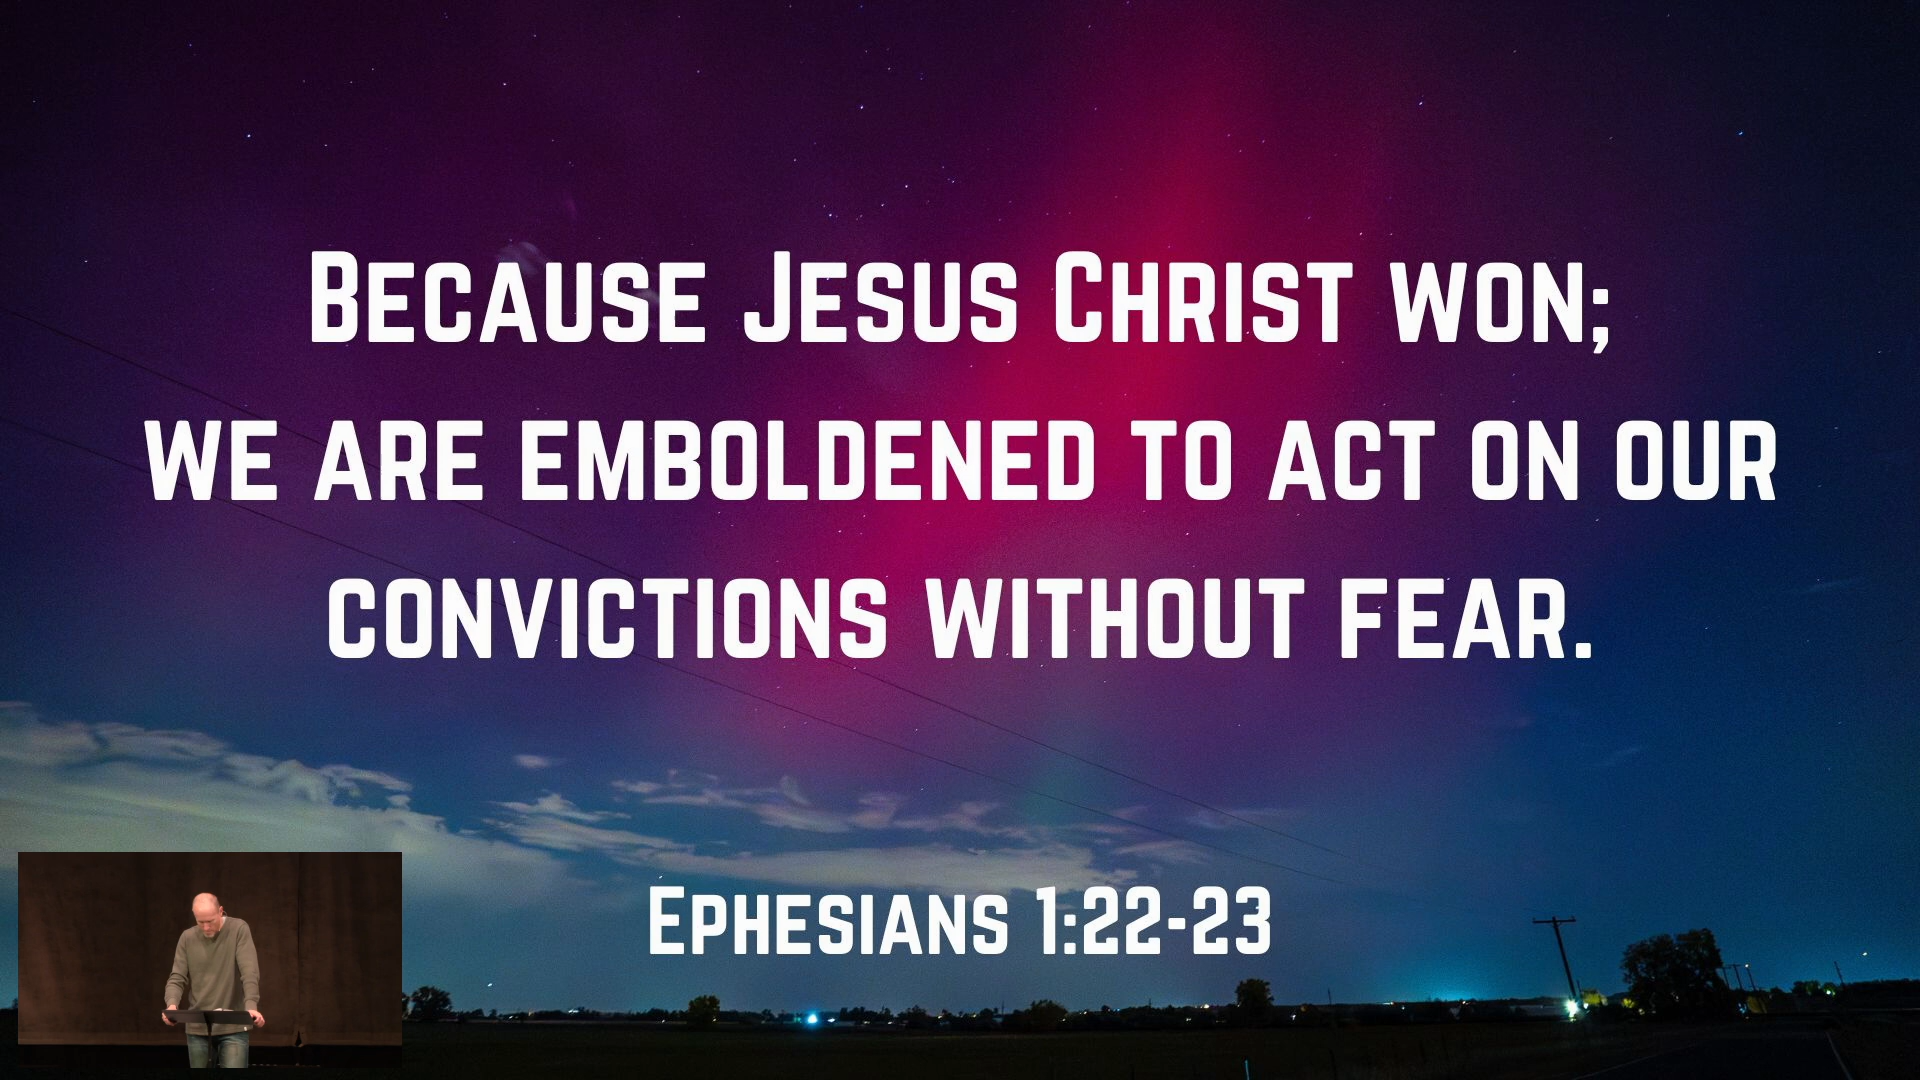 Because Jesus Christ won;
we are emboldened to act on our
convictions without fear.
Ephesians 1:22-23